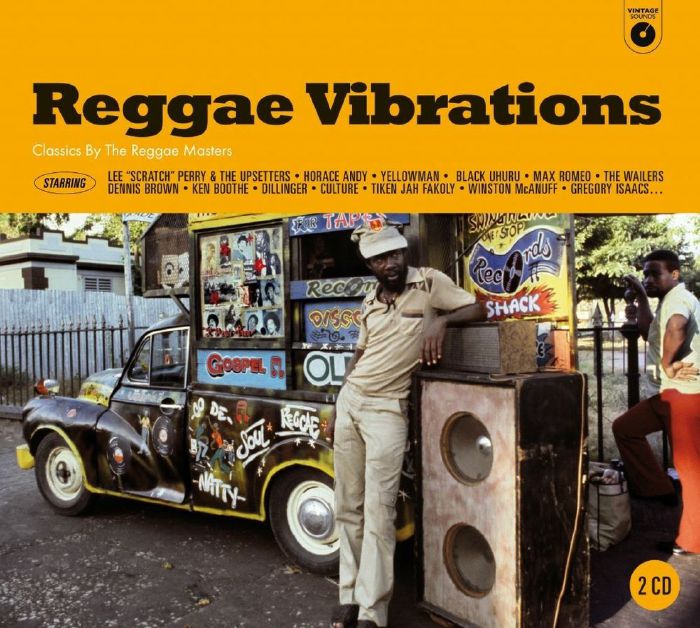 VINTAGE
SOUNDS
Reggae Vibrations
Classics By The Reggae Masters
STARRING
LEE "SCRATCH" PERRY & THE UPSETTERS • HORACE ANDY • YELLOWMAN • BLACK UHURU • MAX ROMEO • THE WAILERS
DENNIS BROWN • KEN BOOTHE • DILLINGER • CULTURE • TIKEN JAH FAKOLY • WINSTON McANUFF • GREGORY ISAACS...
FOR TAPES
STOP
Records
SHACK
RECO
DISCO
GOSPEL
OL
SOUL
REGGAE
NATTY
2 CD